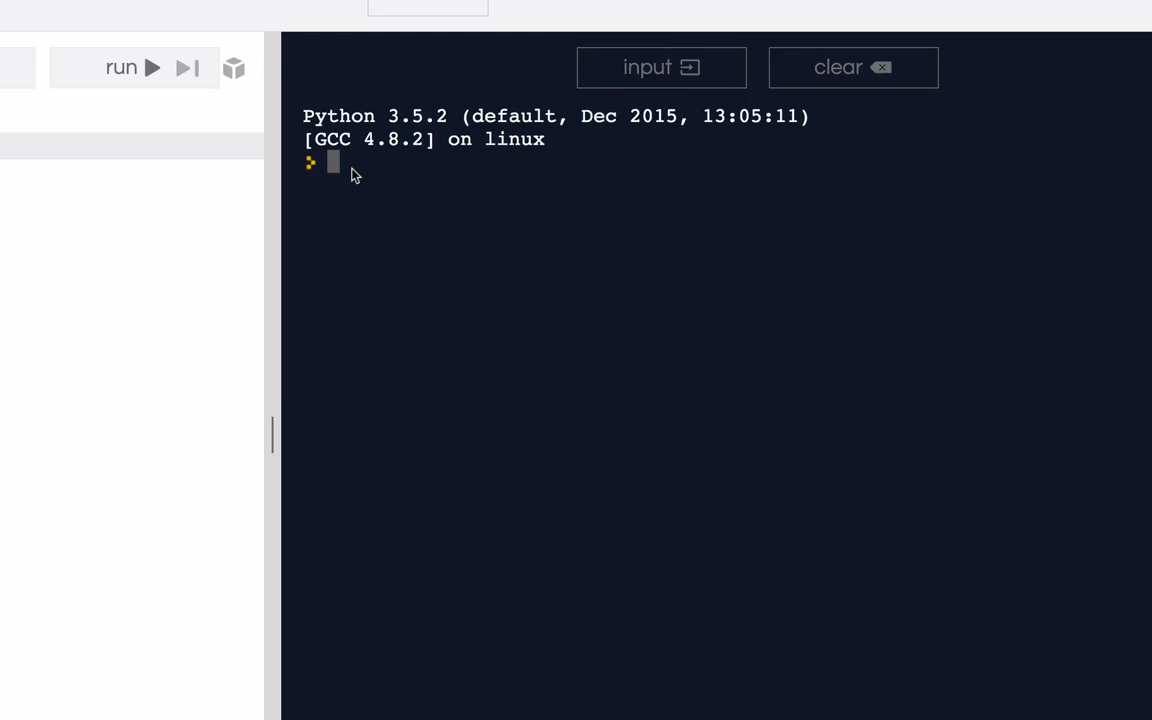 run
input
clear
Python 3.5.2 (default, Dec 2015, 13:05:11)
[GCC 4.8.2] on linux